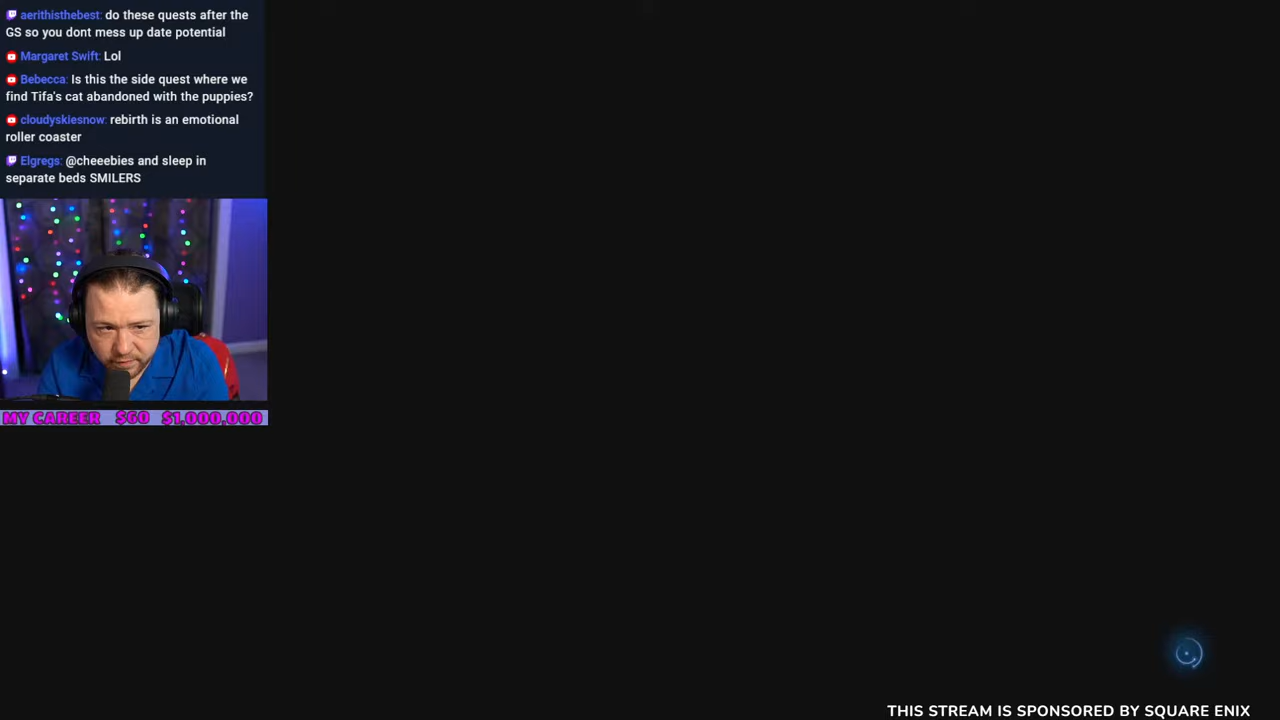 aerithisthebest: do these quests after the
GS so you dont mess up date potential
Margaret Swift: Lol
Bebecca: Is this the side quest where we
find Tifa's cat abandoned with the puppies?
cloudyskiesnow: rebirth is an emotional
roller coaster
Elgregs: @cheeebies and sleep in
separate beds SMILERS
MY CAREER $60 $1,000,000
THIS STREAM IS SPONSORED BY SQUARE ENIX